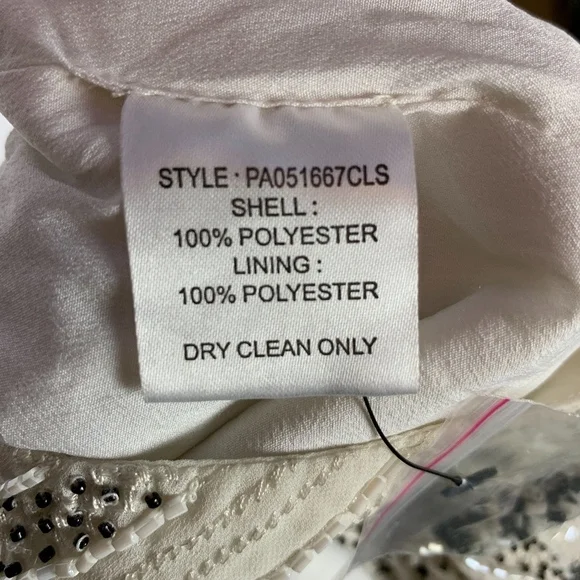 STYLE · PA051667CLS
SHELL :
100% POLYESTER
LINING :
100% POLYESTER
DRY CLEAN ONLY